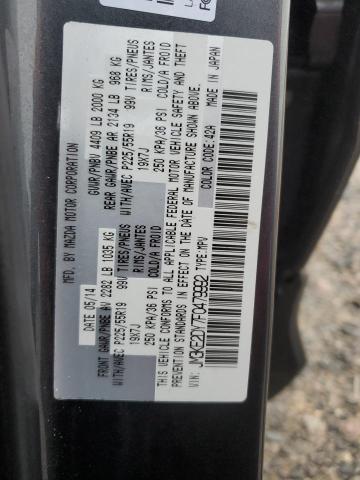 MFD. BY MAZDA MOTOR CORPORATION
DATE 05/14 GVWR/PNBV 4409 LB 2000 KG
FRONT GAWR/PNBE AV 2282 LB 1035 KG REAR GAWR/PNBE AR 2134 LB 968 KG
WITH/AVEC P225/55R19 99V TIRES/PNEUS WITH/AVEC P225/55R19 99V TIRES/PNEUS
19X7J RIMS/JANTES 19X7J RIMS/JANTES
250 KPA/36 PSI COLD/A FROID 250 KPA/36 PSI COLD/A FROID
THIS VEHICLE CONFORMS TO ALL APPLICABLE FEDERAL MOTOR VEHICLE SAFETY AND THEFT
PREVENTION STANDARDS IN EFFECT ON THE DATE OF MANUFACTURE SHOWN ABOVE.
VIN: JM3KE2DY7F0479992 TYPE:MPV COLOR:42A MADE IN JAPAN